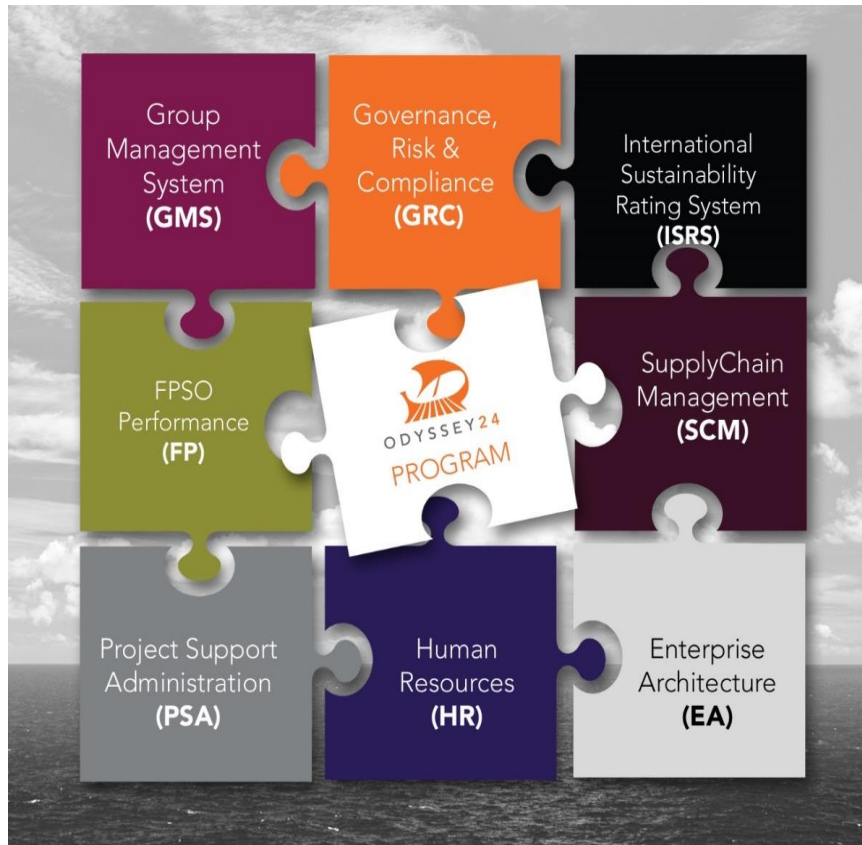 Group
Management
System
(GMS)
Governance,
Risk &
Compliance
(GRC)
International
Sustainability
Rating System
(ISRS)
FPSO
Performance
(FP)
ODYSSEY24
PROGRAM
SupplyChain
Management
(SCM)
Project Support
Administration
(PSA)
Human
Resources
(HR)
Enterprise
Architecture
(EA)